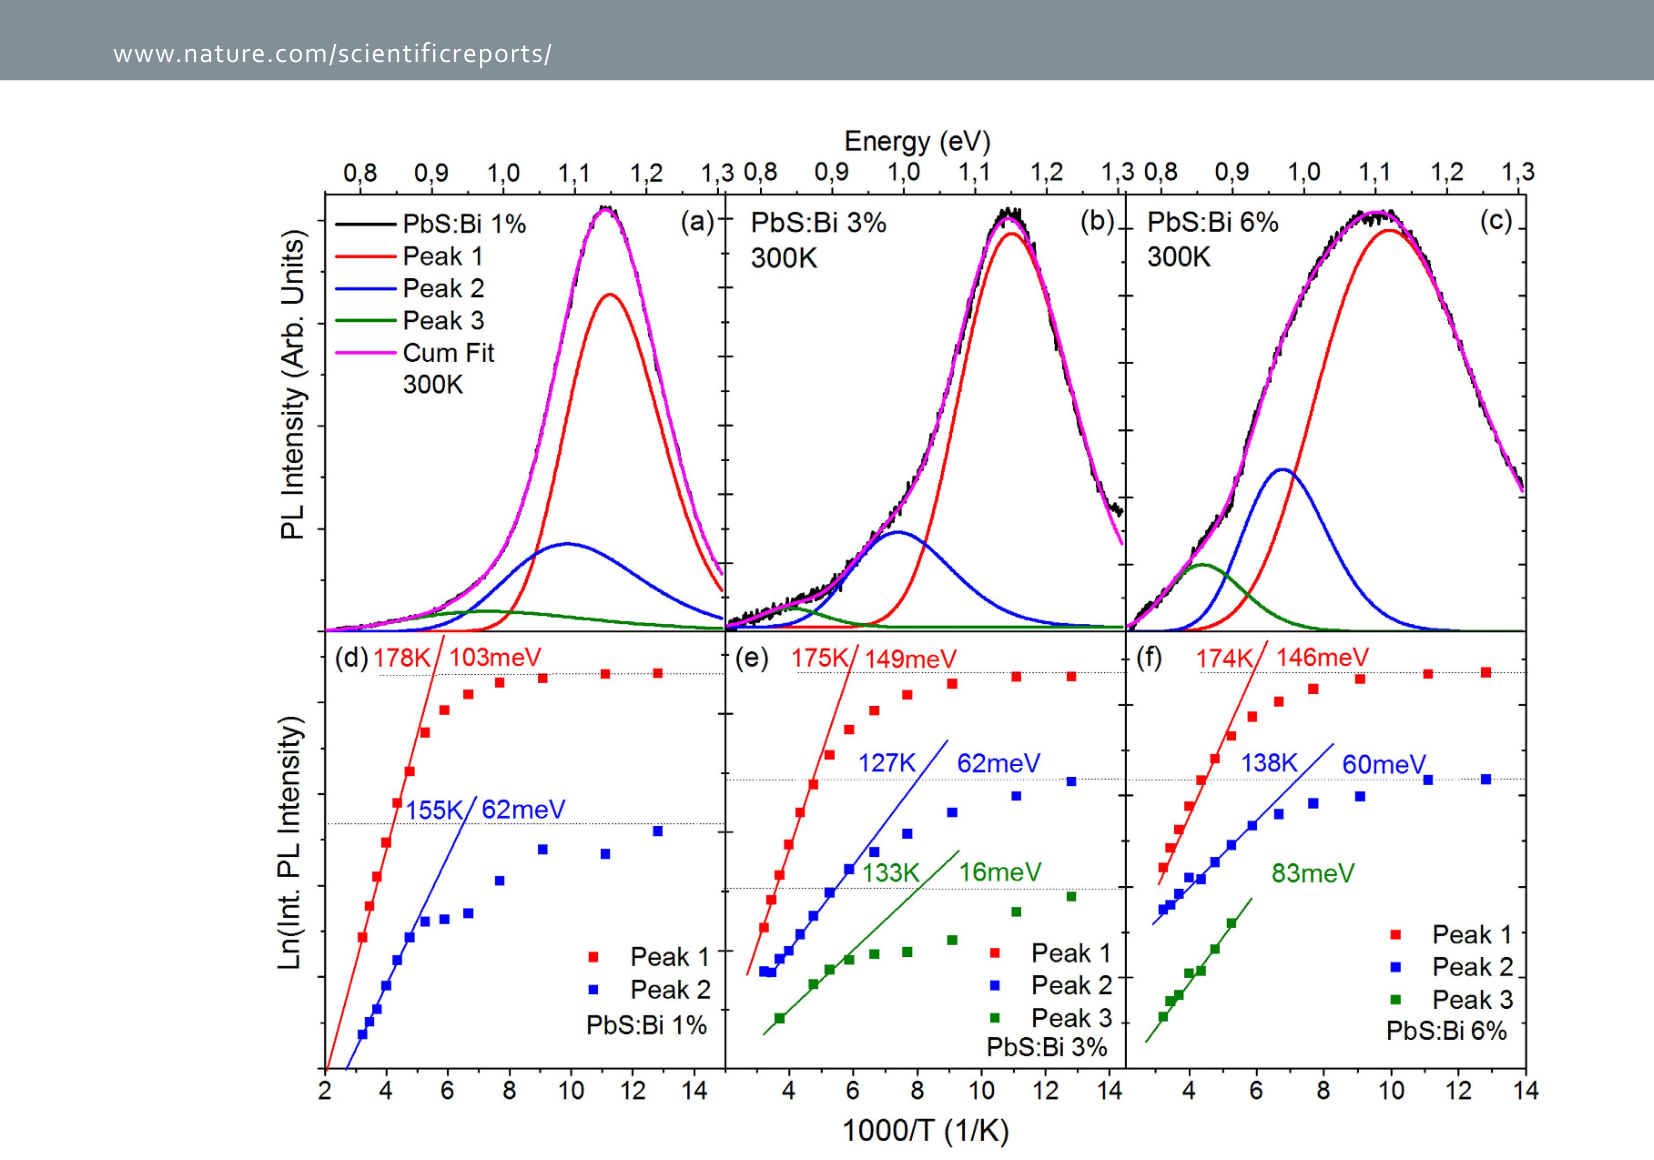 www.nature.com/scientificreports/
Energy (eV)
0,8 0,9 1,0 1,1 1,2 1,3 0,8 0,9 1,0 1,1 1,2 1,3 0,8 0,9 1,0 1,1 1,2 1,3
PL Intensity (Arb. Units)
PbS:Bi 1%
Peak 1
Peak 2
Peak 3
Cum Fit
300K
(a)
PbS:Bi 3%
300K
(b)
PbS:Bi 6%
300K
(c)
Ln(Int. PL Intensity)
(d) 178K 103meV
155K 62meV
Peak 1
Peak 2
PbS:Bi 1%
(e) 175K 149meV
127K 62meV
133K 16meV
Peak 1
Peak 2
Peak 3
PbS:Bi 3%
(f) 174K 146meV
138K 60meV
83meV
Peak 1
Peak 2
Peak 3
PbS:Bi 6%
2 4 6 8 10 12 14 4 6 8 10 12 14 4 6 8 10 12 14
1000/T (1/K)